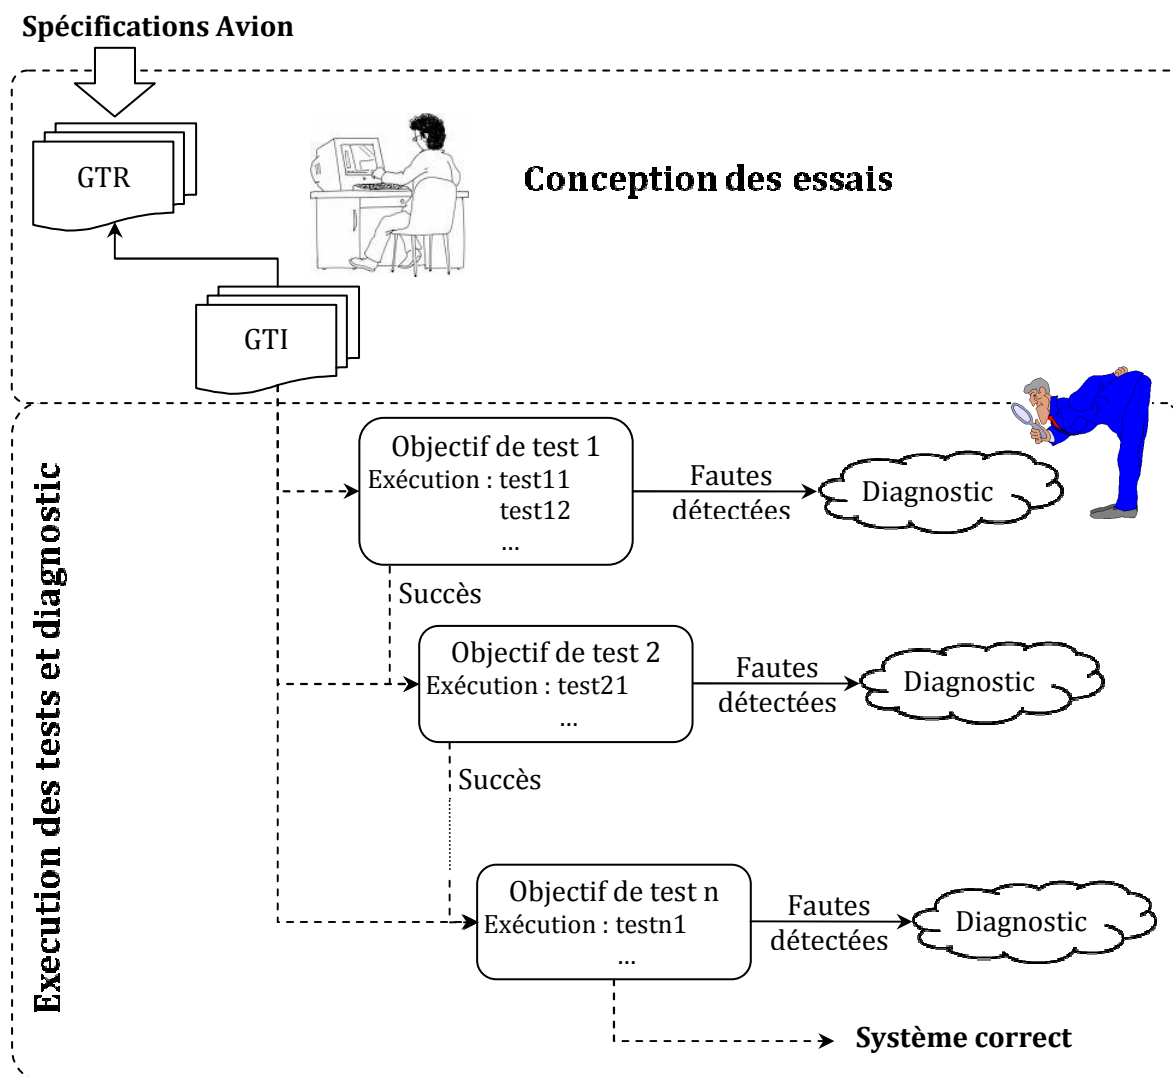 Spécifications Avion
GTR
Conception des essais
GTI
Execution des tests et diagnostic
Objectif de test 1
Exécution : test11
test12
...
Fautes
détectées
Diagnostic
Succès
Objectif de test 2
Exécution : test21
...
Fautes
détectées
Diagnostic
Succès
Objectif de test n
Exécution : testn1
...
Fautes
détectées
Diagnostic
Système correct